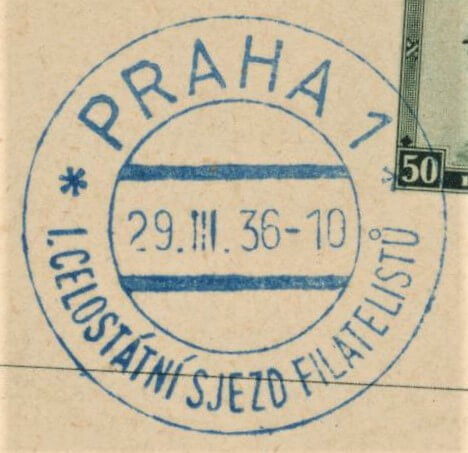 PRAHA 1
* *
29.III.36-10
I. CELOSTÁTNÍ SJEZD FILATELISTŮ
50